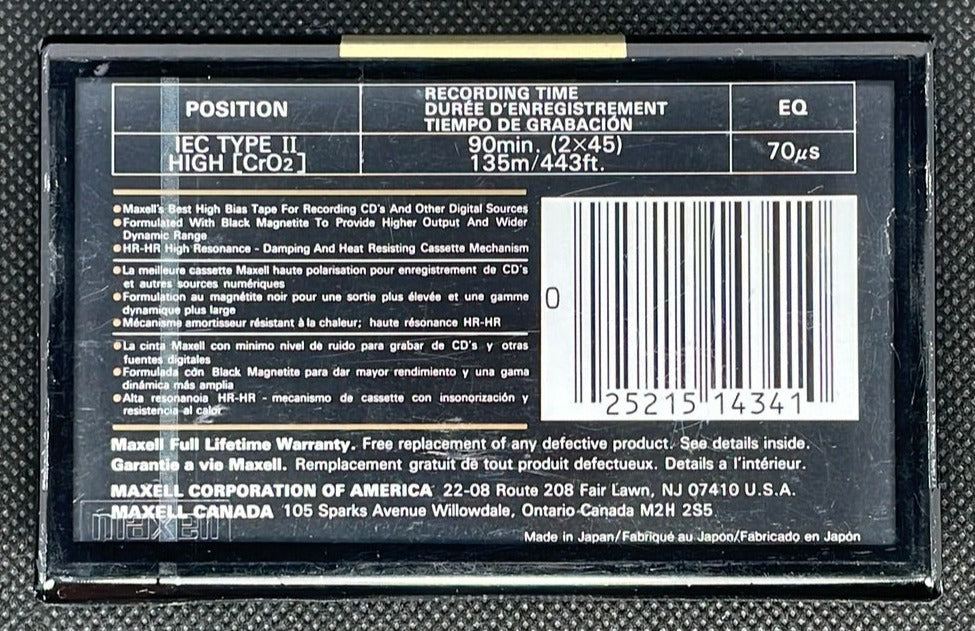 POSITION
RECORDING TIME
DURÉE D'ENREGISTREMENT
TIEMPO DE GRABACIÓN
EQ
IEC TYPE II
HIGH [CrO2]
90min. (2×45)
135m/443ft.
70μs
●Maxell's Best High Bias Tape For Recording CD's And Other Digital Sources
●Formulated With Black Magnetite To Provide Higher Output And Wider
Dynamic Range
●HR-HR High Resonance - Damping And Heat Resisting Cassette Mechanism
●La meilleure cassette Maxell haute polarisation pour enregistrement de CD's
et autres sources numériques
●Formulation au magnétite noir pour une sortie plus élevée et une gamme
dynamique plus large
●Mécanisme amortisseur résistant à la chaleur; haute résonance HR-HR
●La cinta Maxell con minimo nivel de ruido para grabar de CD's y otras
fuentes digitales
●Formulada con Black Magnetite para dar mayor rendimiento y una gama
dinámica más amplia
●Alta resonanoia HR-HR - mecanismo de cassette con insonorización y
resistencia al calor
0
25215 14341
Maxell Full Lifetime Warranty. Free replacement of any defective product. See details inside.
Garantie a vie Maxell. Remplacement gratuit de tout produit defectueux. Details a l'intérieur.
MAXELL CORPORATION OF AMERICA 22-08 Route 208 Fair Lawn, NJ 07410 U.S.A.
MAXELL CANADA 105 Sparks Avenue Willowdale, Ontario Canada M2H 2S5
maxell
Made in Japan/Fabriqué au Japon/Fabricado en Japón